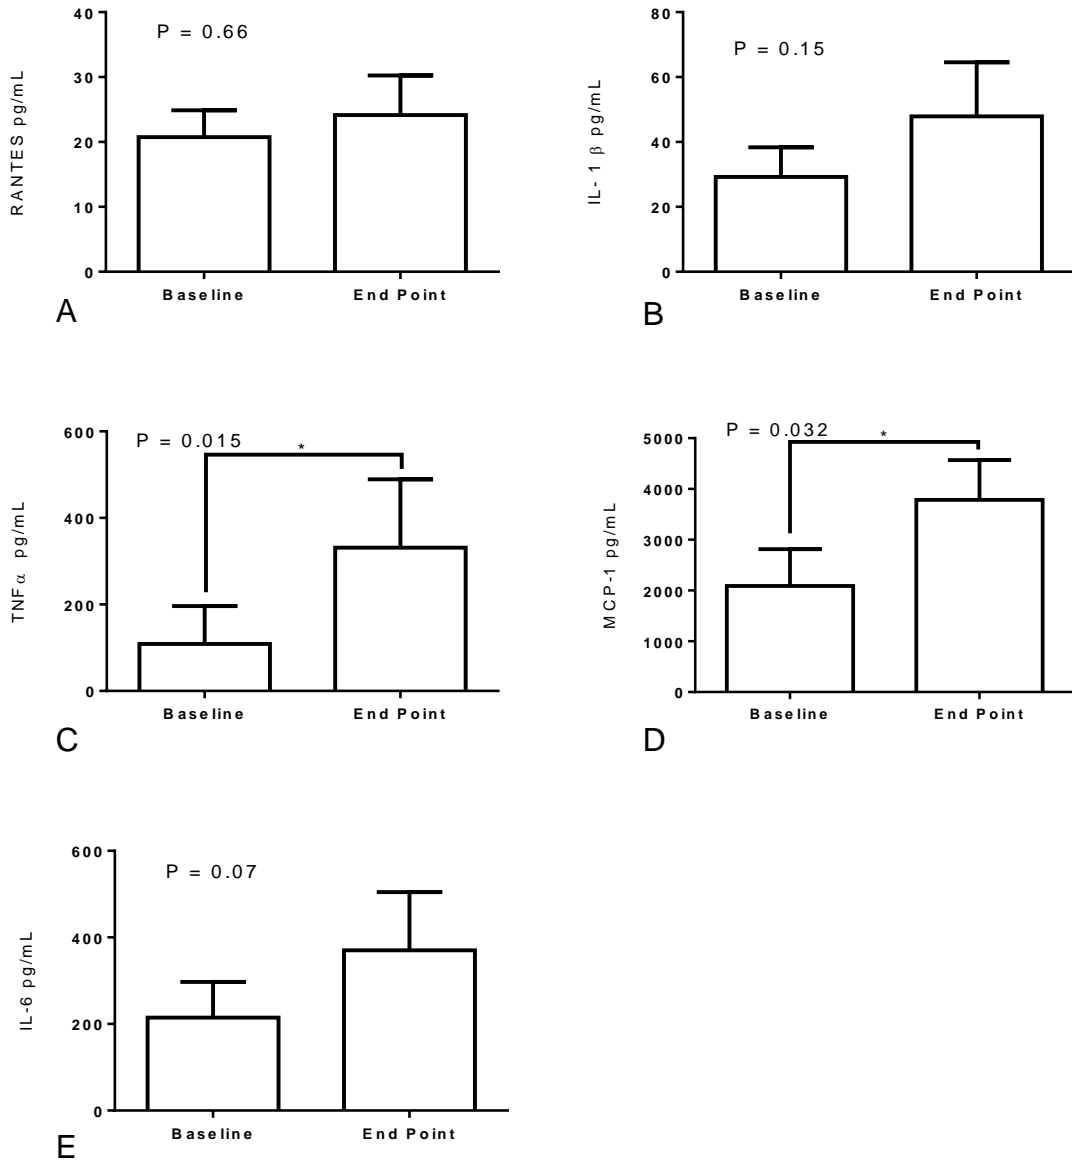 P = 0.66
RANTES pg/mL
40
30
20
10
0
Baseline
End Point
A
P = 0.15
IL- 1 β pg/mL
80
60
40
20
0
Baseline
End Point
B
P = 0.015
*
TNF α pg/mL
600
400
200
0
Baseline
End Point
C
P = 0.032
*
MCP-1 pg/mL
5000
4000
3000
2000
1000
0
Baseline
End Point
D
P = 0.07
IL-6 pg/mL
600
400
200
0
Baseline
End Point
E